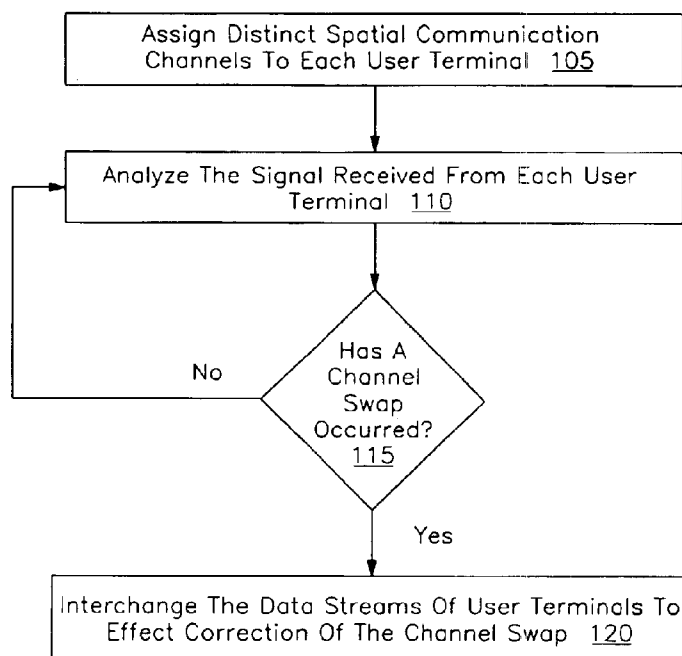 Assign Distinct Spatial Communication
Channels To Each User Terminal 105
Analyze The Signal Received From Each User
Terminal 110
Has A
Channel
Swap
Occurred?
115
No
Yes
Interchange The Data Streams Of User Terminals To
Effect Correction Of The Channel Swap 120